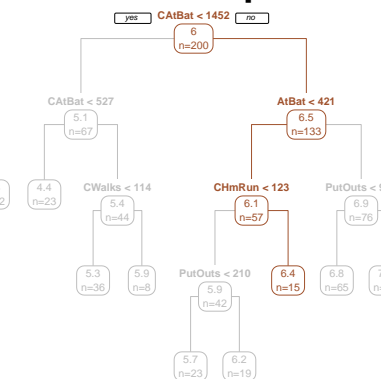 CAtBat < 1452
yes no
6
n=200
CAtBat < 527
AtBat < 421
5.1
n=67
6.5
n=133
4.4
n=23
CWalks < 114
CHmRun < 123
PutOuts <
5.4
n=44
6.1
n=57
6.9
n=76
5.3
n=36
5.9
n=8
PutOuts < 210
5.9
n=42
6.4
n=15
6.8
n=65
5.7
n=23
6.2
n=19